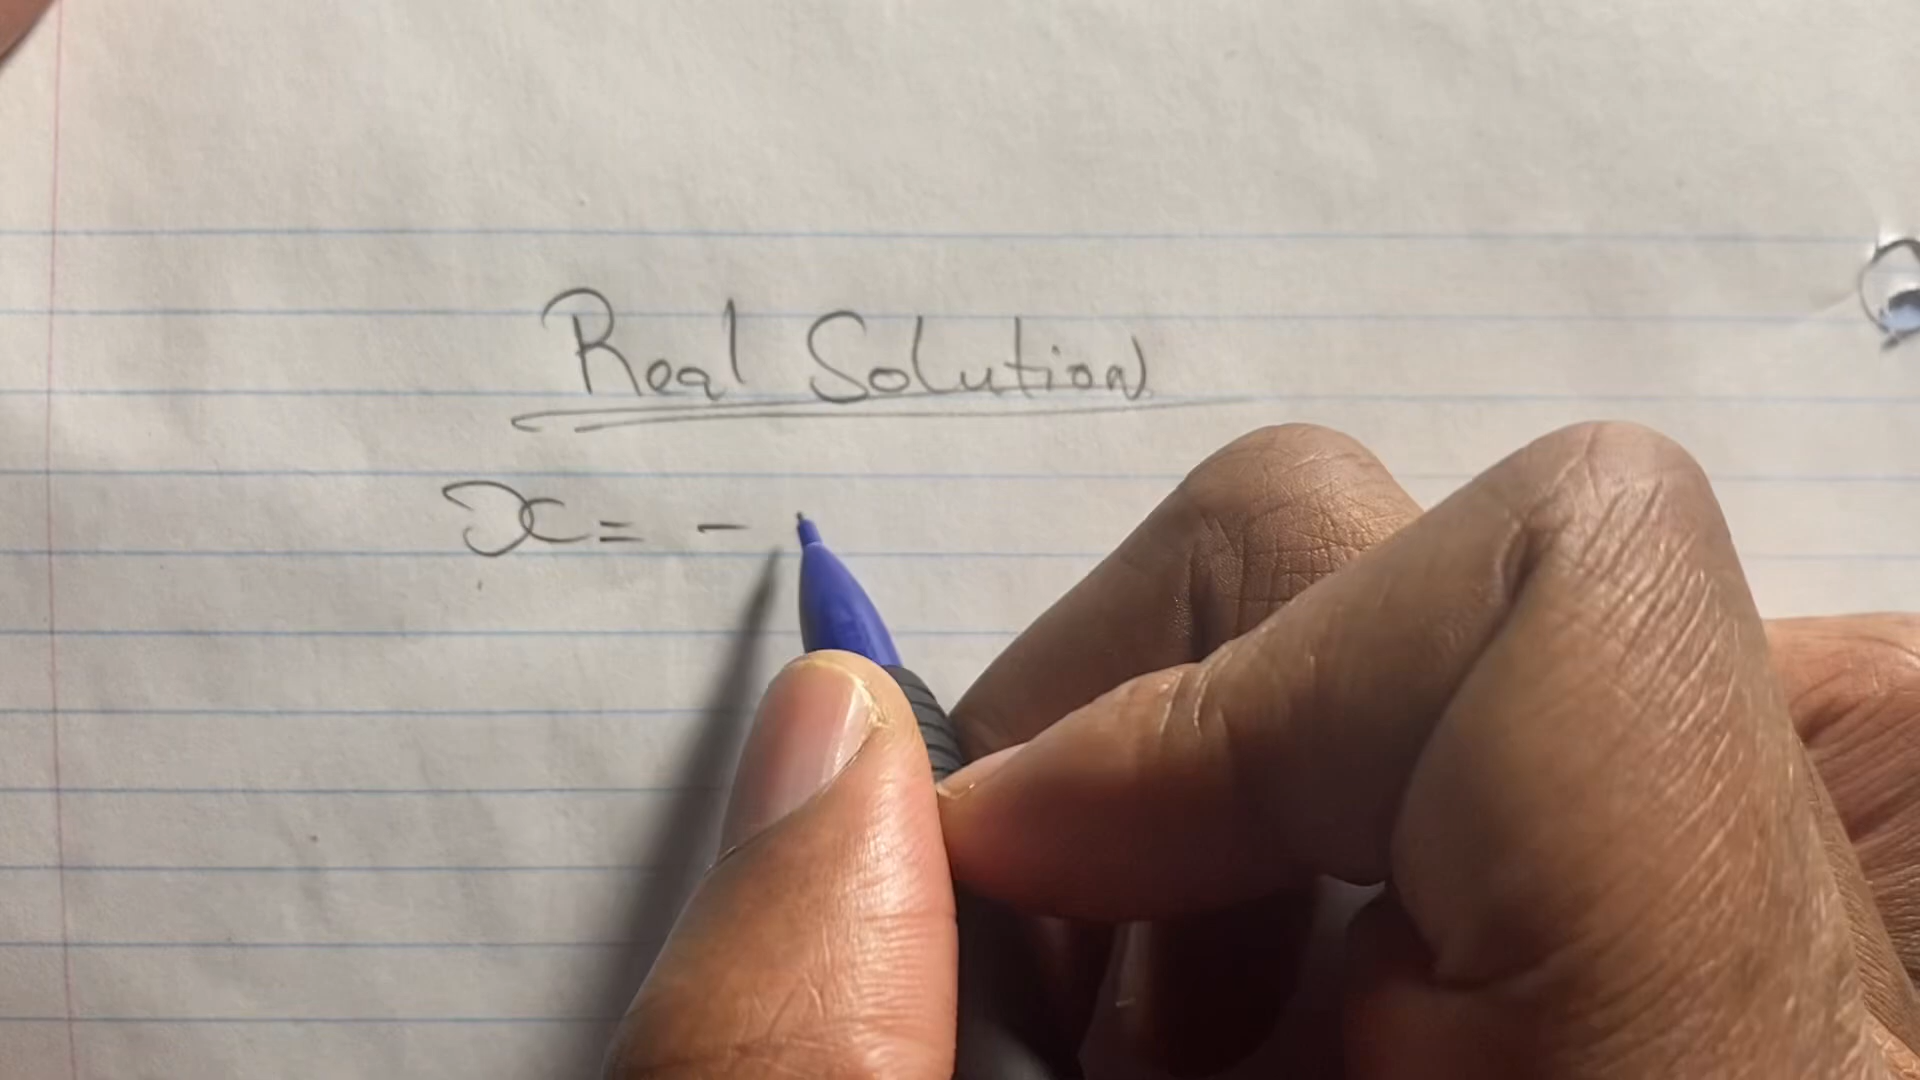 Real Solution
x = -